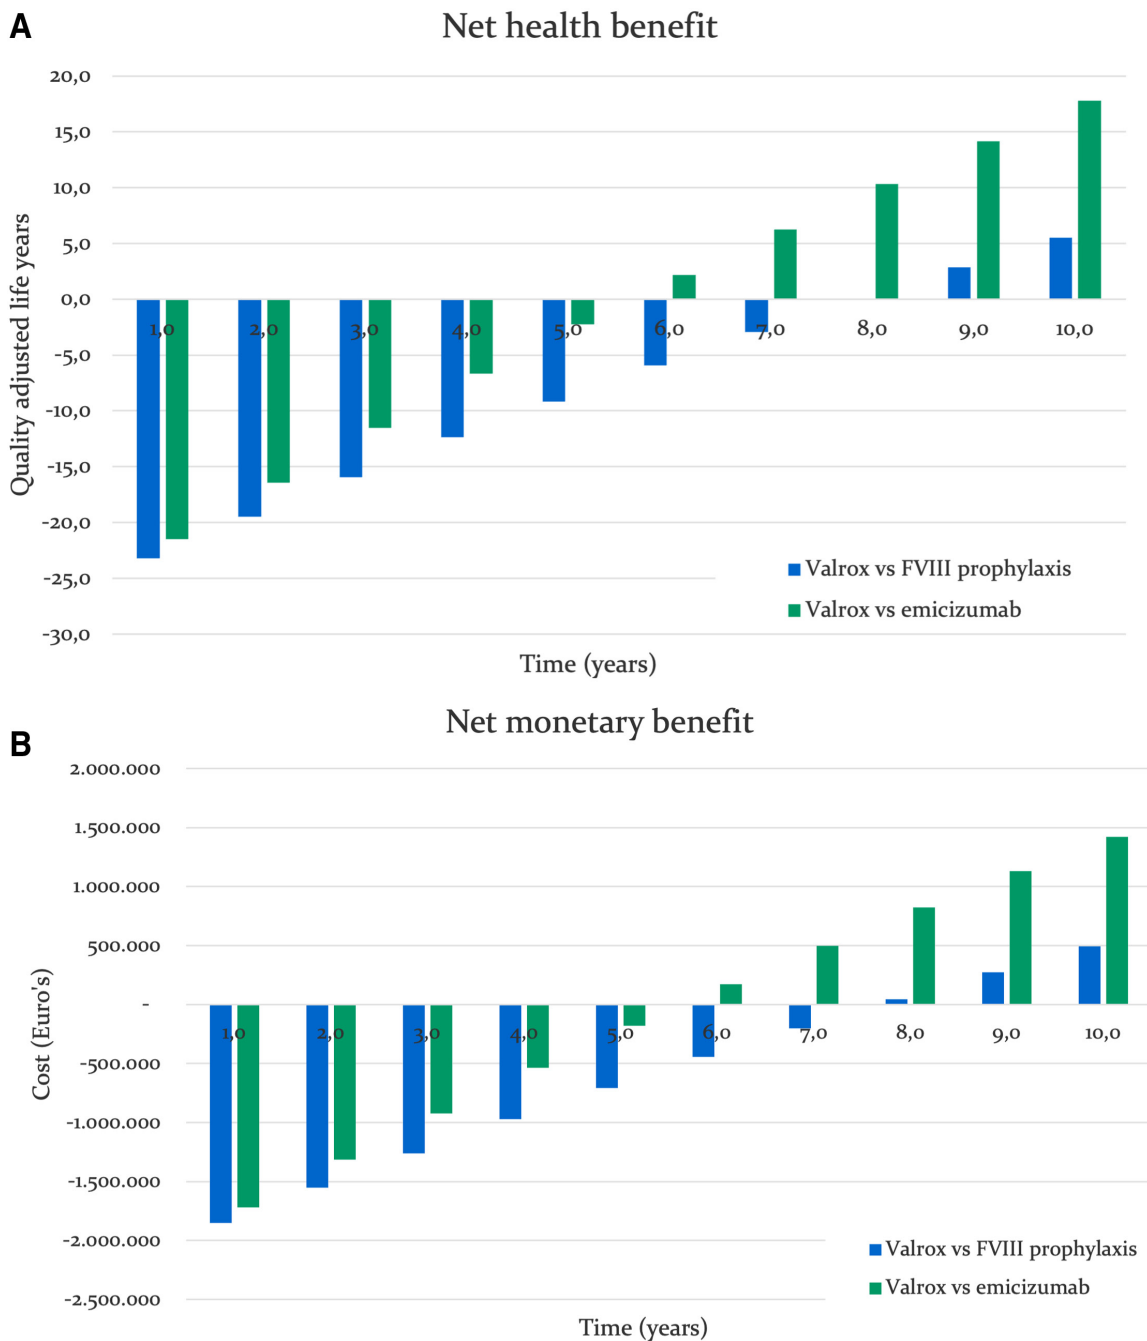 A
Net health benefit
20,0
15,0
10,0
5,0
0,0
-5,0
-10,0
-15,0
-20,0
-25,0
-30,0
Quality adjusted life years
1,0 2,0 3,0 4,0 5,0 6,0 7,0 8,0 9,0 10,0
Valrox vs FVIII prophylaxis
Valrox vs emicizumab
Time (years)
B
Net monetary benefit
2.000.000
1.500.000
1.000.000
500.000
-
-500.000
-1.000.000
-1.500.000
-2.000.000
-2.500.000
Cost (Euro's)
1,0 2,0 3,0 4,0 5,0 6,0 7,0 8,0 9,0 10,0
Valrox vs FVIII prophylaxis
Valrox vs emicizumab
Time (years)